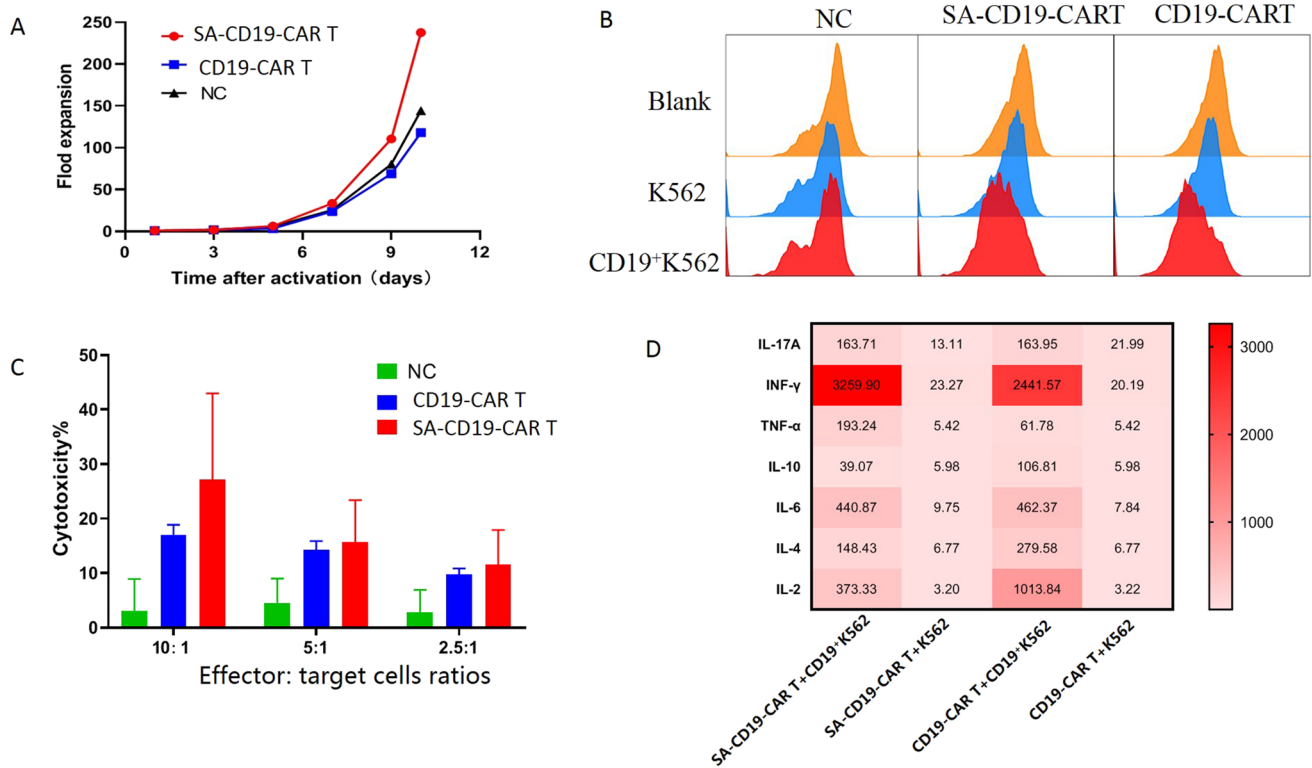 A
250
200
150
100
50
0
Flod expansion
SA-CD19-CAR T
CD19-CAR T
NC
0 3 6 9 12
Time after activation（days）
B
NC SA-CD19-CART CD19-CART
Blank
K562
CD19⁺K562
C
50
40
30
20
10
0
Cytotoxicity%
NC
CD19-CAR T
SA-CD19-CAR T
10：1 5:1 2.5:1
Effector: target cells ratios
D
IL-17A 163.71 13.11 163.95 21.99
INF-γ 3259.90 23.27 2441.57 20.19
TNF-α 193.24 5.42 61.78 5.42
IL-10 39.07 5.98 106.81 5.98
IL-6 440.87 9.75 462.37 7.84
IL-4 148.43 6.77 279.58 6.77
IL-2 373.33 3.20 1013.84 3.22
SA-CD19-CAR T+CD19⁺K562
SA-CD19-CAR T+K562
CD19-CAR T+CD19⁺K562
CD19-CAR T+K562
3000
2000
1000